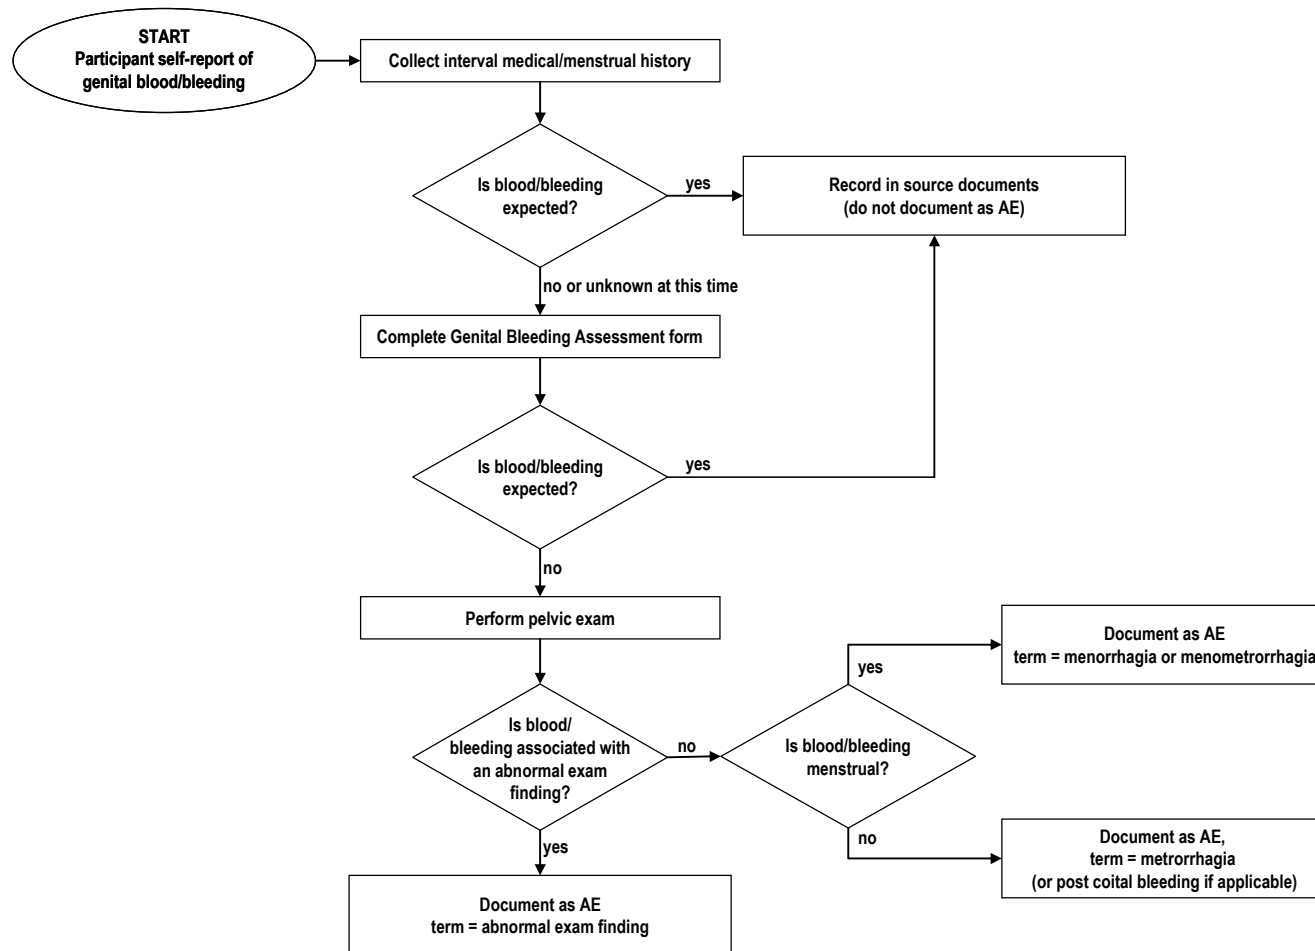 START
Participant self-report of
genital blood/bleeding
Collect interval medical/menstrual history
Is blood/bleeding
expected?
yes
Record in source documents
(do not document as AE)
no or unknown at this time
Complete Genital Bleeding Assessment form
Is blood/bleeding
expected?
yes
no
Perform pelvic exam
Is blood/
bleeding associated with
an abnormal exam
finding?
no
Is blood/bleeding
menstrual?
yes
Document as AE
term = menorrhagia or menometrorrhagia
no
Document as AE,
term = metrorrhagia
(or post coital bleeding if applicable)
yes
Document as AE
term = abnormal exam finding